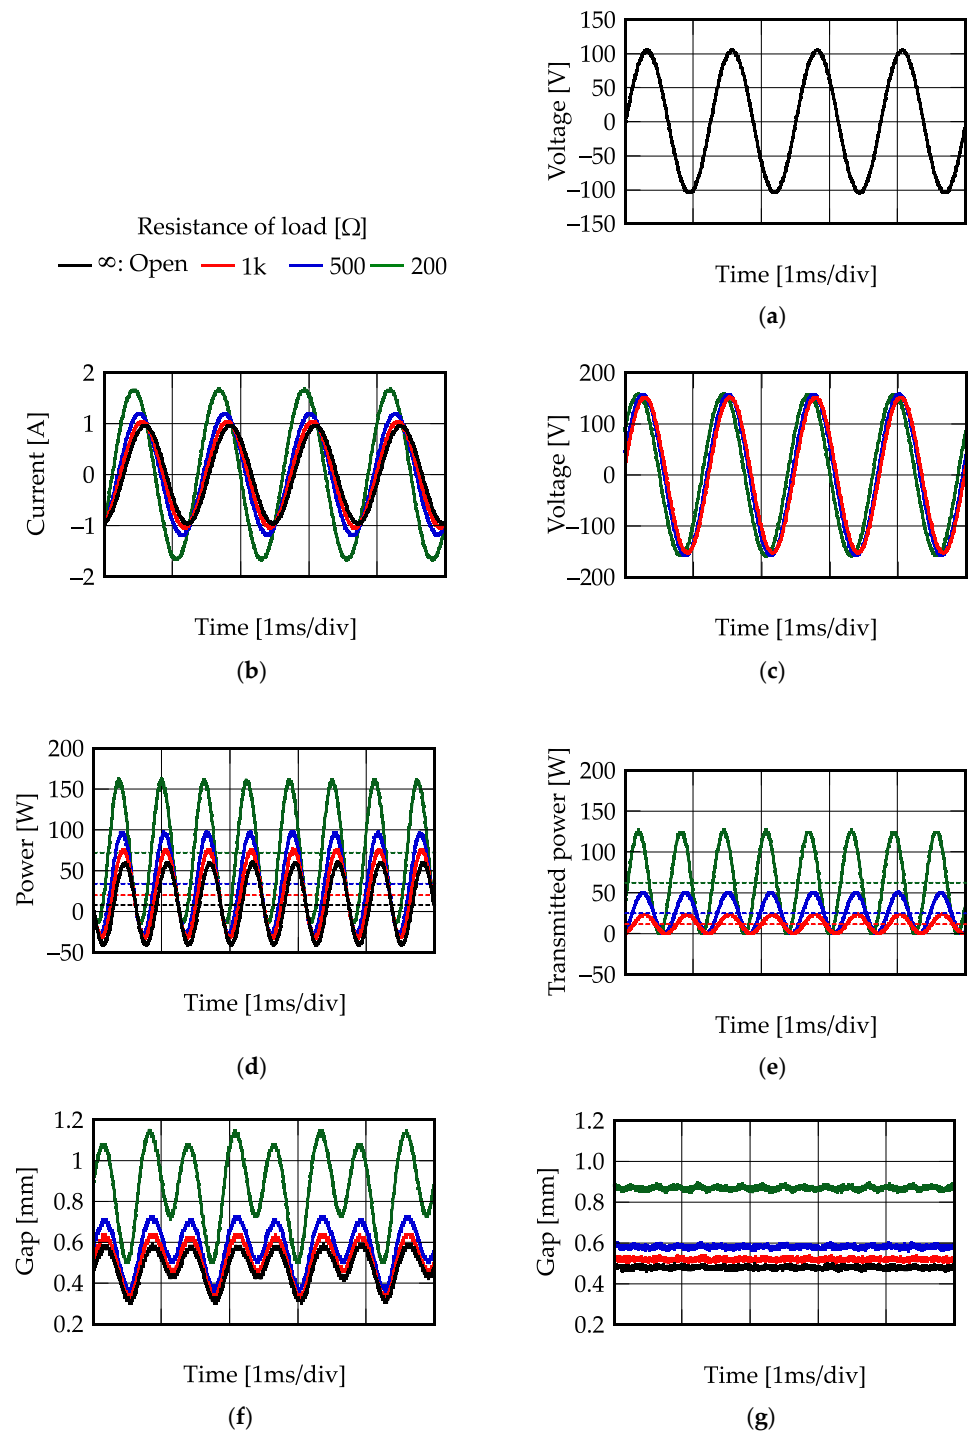 150
100
50
0
−50
−100
−150
Voltage [V]
Time [1ms/div]
(a)
Resistance of load [Ω]
∞: Open 1k 500 200
2
1
0
−1
−2
Current [A]
Time [1ms/div]
(b)
200
100
0
−100
−200
Voltage [V]
Time [1ms/div]
(c)
200
150
100
50
0
−50
Power [W]
Time [1ms/div]
(d)
200
150
100
50
0
−50
Transmitted power [W]
Time [1ms/div]
(e)
1.2
1
0.8
0.6
0.4
0.2
Gap [mm]
Time [1ms/div]
(f)
1.2
1.0
0.8
0.6
0.4
0.2
Gap [mm]
Time [1ms/div]
(g)